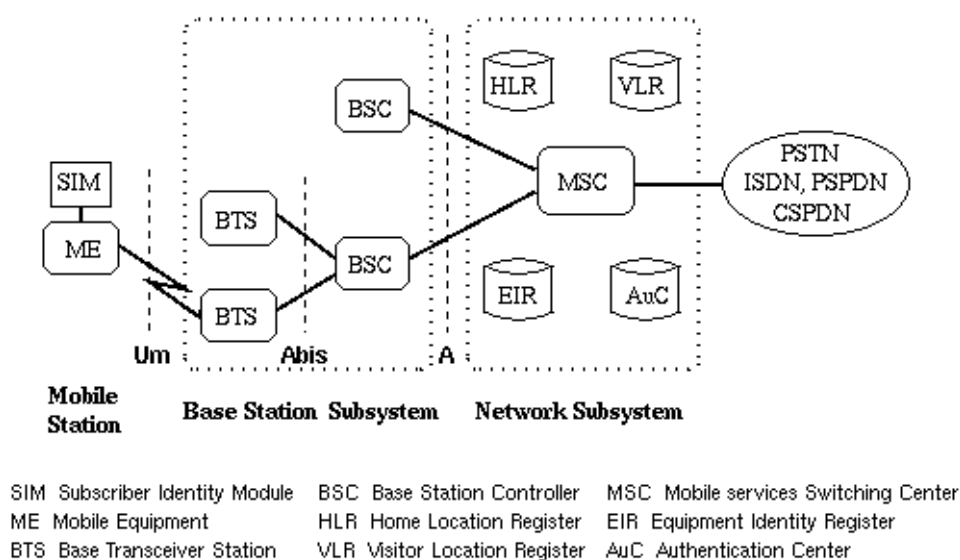 HLR
VLR
BSC
PSTN
ISDN, PSPDN
CSPDN
MSC
SIM
BTS
ME
BSC
EIR
AuC
BTS
Um
Abis
A
Mobile
Station
Base Station Subsystem
Network Subsystem
SIM Subscriber Identity Module
BSC Base Station Controller
MSC Mobile services Switching Center
ME Mobile Equipment
HLR Home Location Register
EIR Equipment Identity Register
BTS Base Transceiver Station
VLR Visitor Location Register
AuC Authentication Center